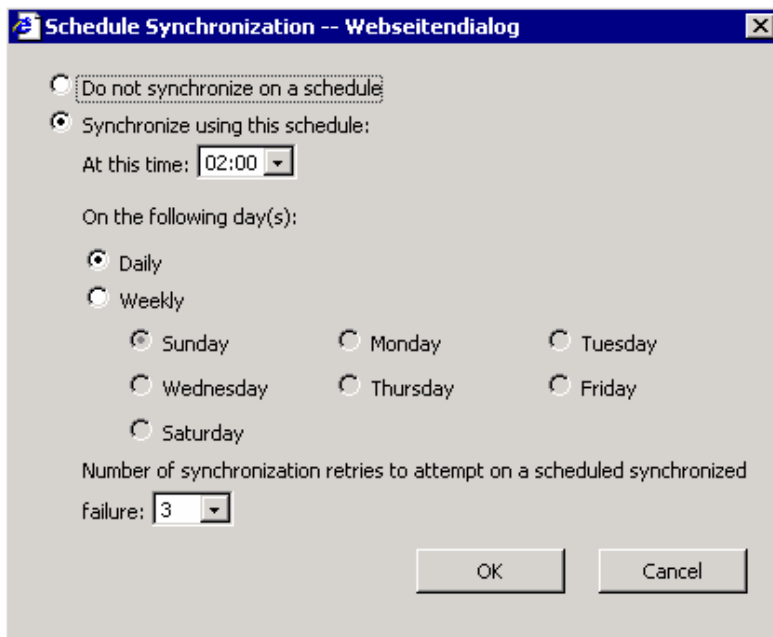 Schedule Synchronization -- Webseitendialog
Do not synchronize on a schedule
Synchronize using this schedule:
At this time: 02:00
On the following day(s):
Daily
Weekly
Sunday Monday Tuesday
Wednesday Thursday Friday
Saturday
Number of synchronization retries to attempt on a scheduled synchronized
failure: 3
OK Cancel